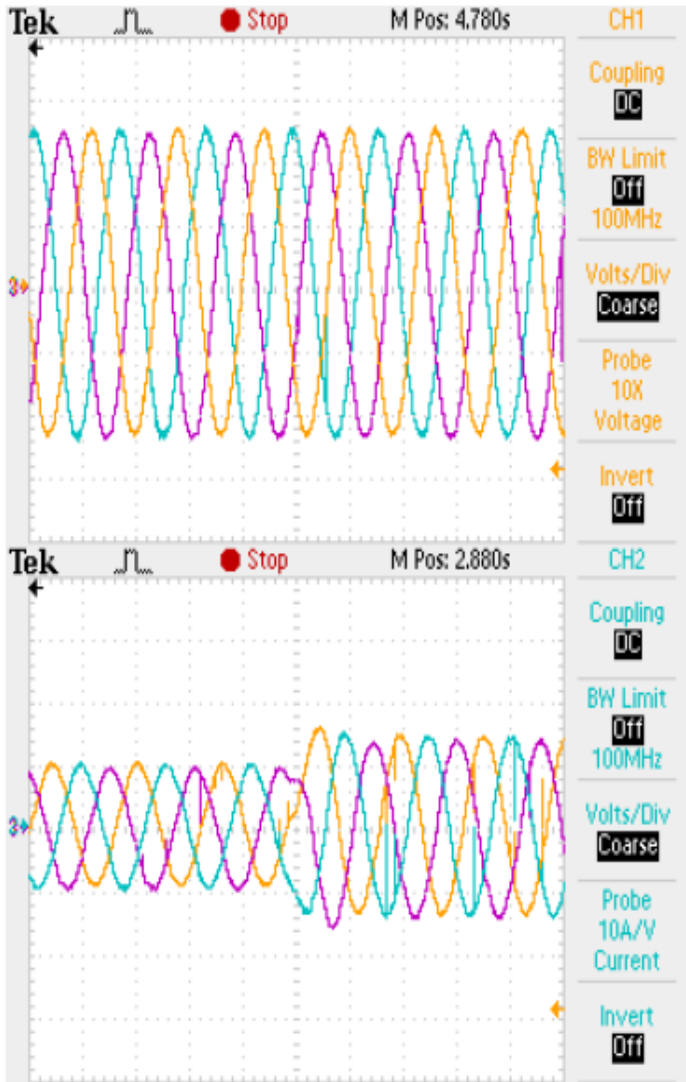 Tek Stop M Pos: 4.780s CH1
Coupling
DC
BW Limit
Off
100MHz
Volts/Div
Coarse
3
Probe
10X
Voltage
Invert
Off
Tek Stop M Pos: 2.880s CH2
Coupling
DC
BW Limit
Off
100MHz
Volts/Div
3
Coarse
Probe
10A/V
Current
Invert
Off